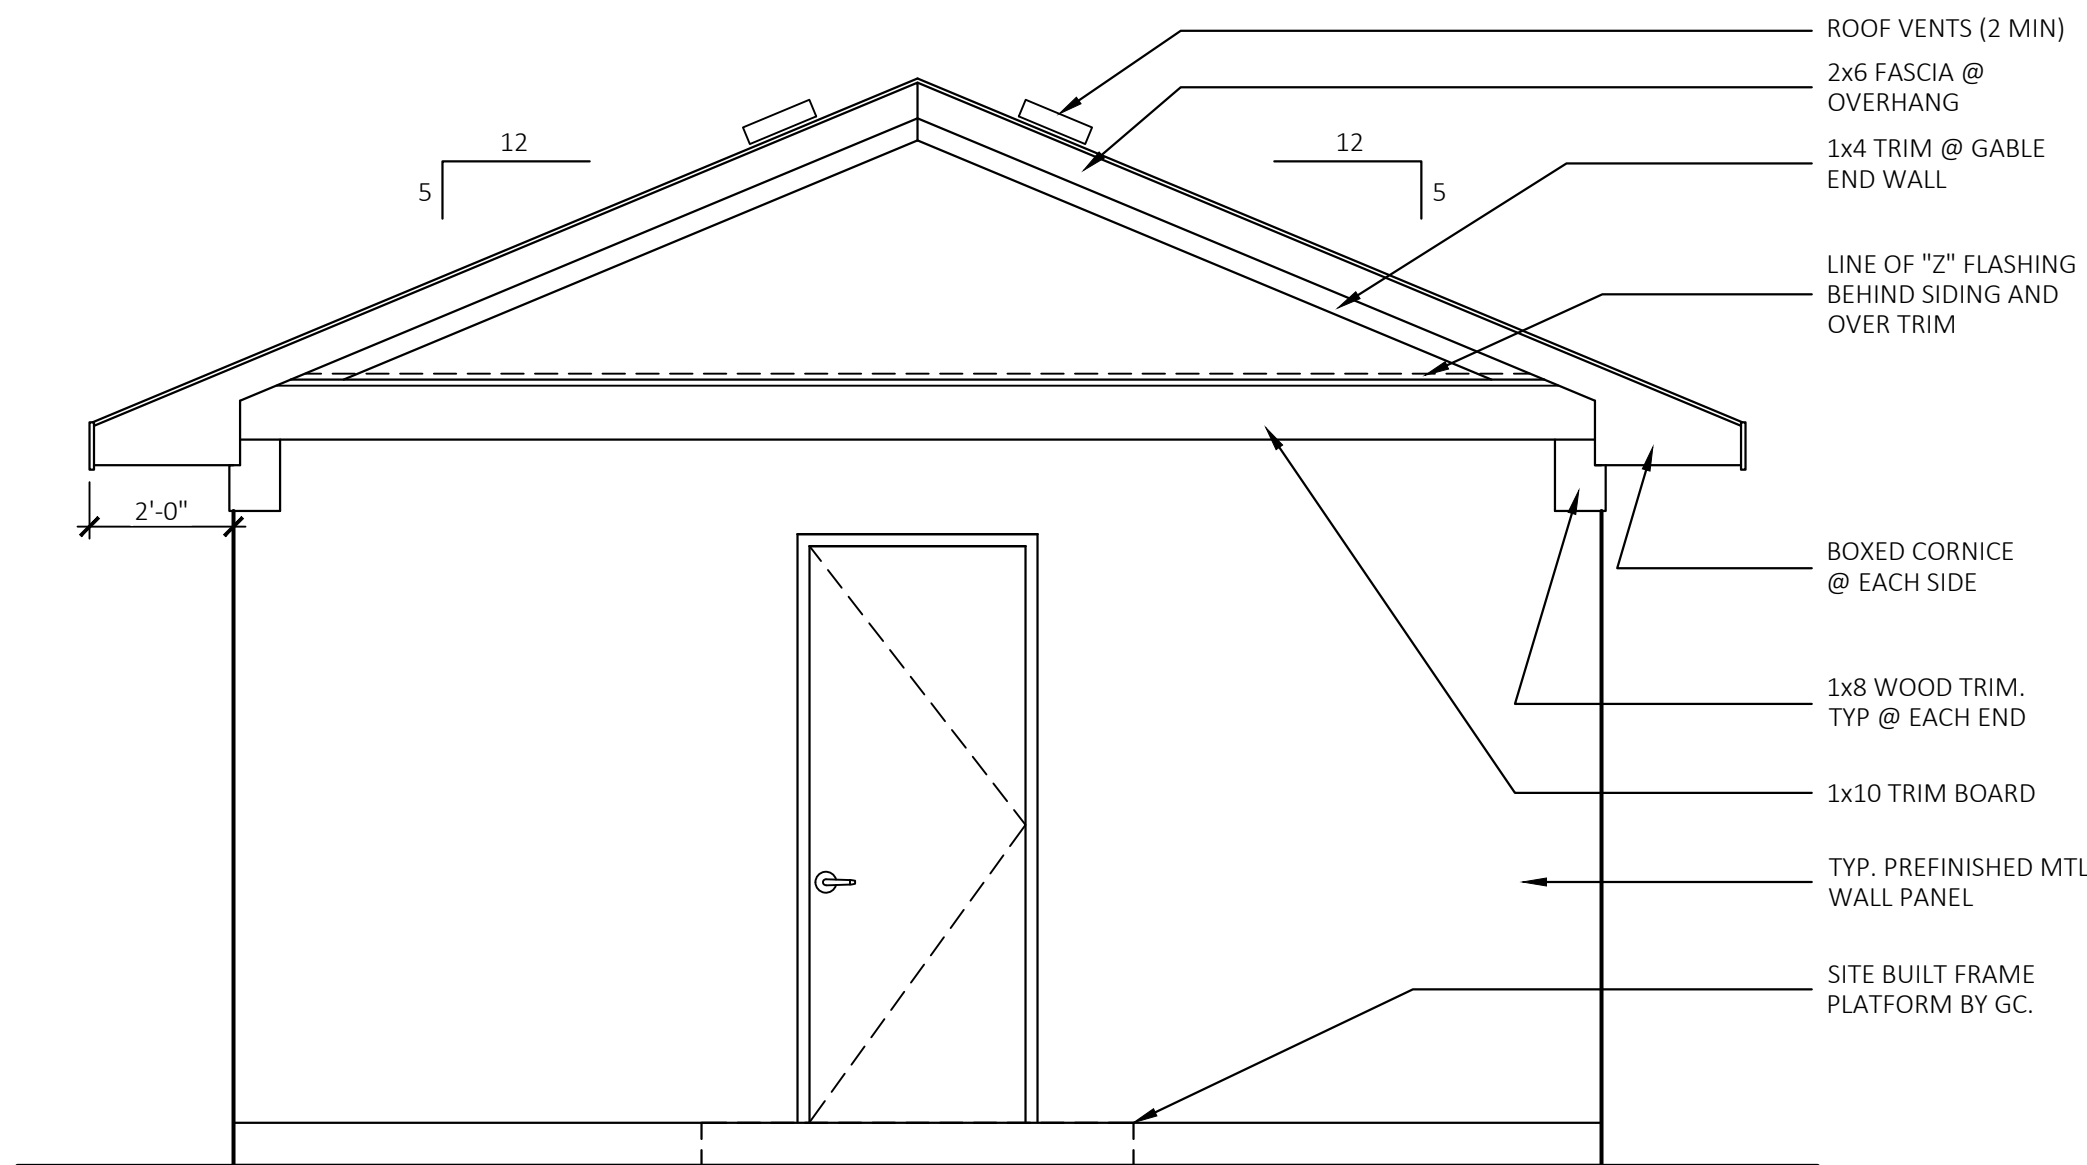 ROOF VENTS (2 MIN)
2x6 FASCIA @
OVERHANG
12
12
1x4 TRIM @ GABLE
END WALL
5
5
LINE OF "Z" FLASHING
BEHIND SIDING AND
OVER TRIM
2'-0"
BOXED CORNICE
@ EACH SIDE
1x8 WOOD TRIM.
TYP @ EACH END
1x10 TRIM BOARD
TYP. PREFINISHED MTL
WALL PANEL
SITE BUILT FRAME
PLATFORM BY GC.